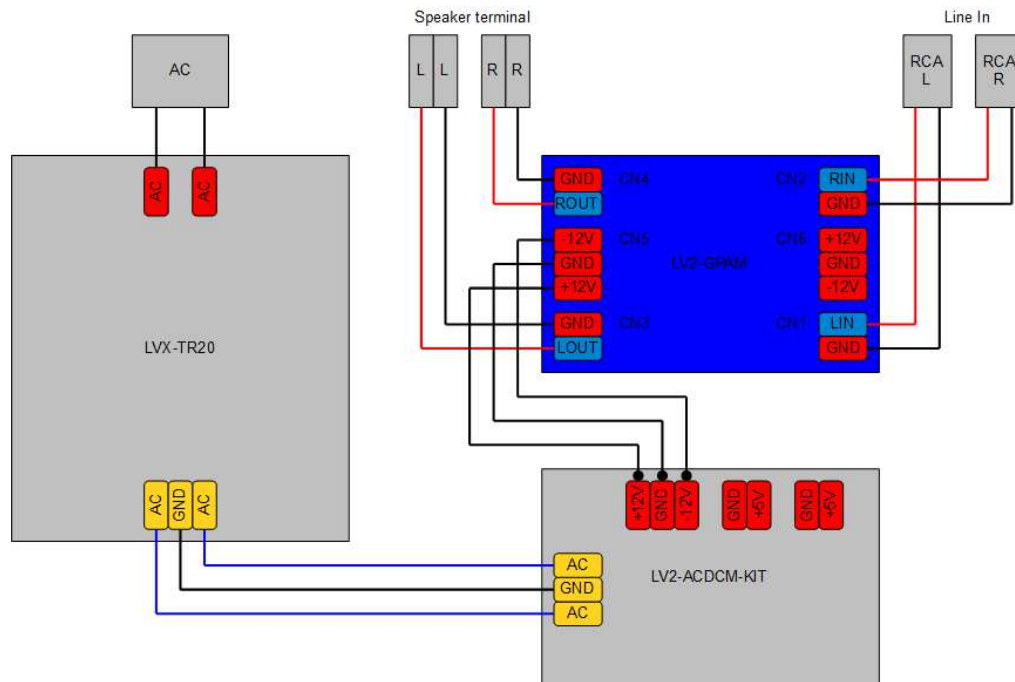 Speaker terminal
Line In
AC
L L R R
RCA L
RCA R
AC AC
LVX-TR20
AC GND AC
GND CN4
ROUT
-12V CN5
GND
+12V
GND CN3
LOUT
LV2-GPAM
CN2 RIN
GND
CN6 +12V
GND
-12V
CN1 LIN
GND
+12V GND -12V
GND +5V
GND +5V
AC
GND
AC
LV2-ACDCM-KIT